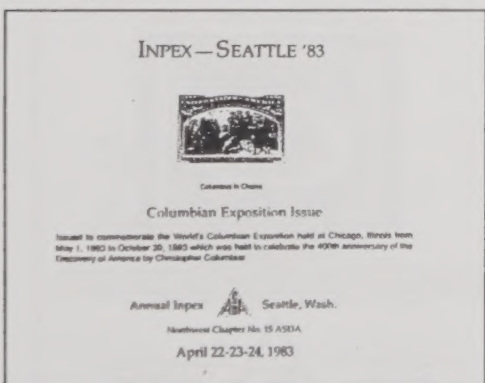 INPEX — SEATTLE '83
Columbus in Chains
Columbian Exposition Issue
Issued to commemorate the World's Columbian Exposition held at Chicago, Illinois from
May 1, 1893 to October 30, 1893 which was held to celebrate the 400th anniversary of the
Discovery of America by Christopher Columbus
Annual Inpex Seattle, Wash.
Northwest Chapter No. 15 ASDA
April 22-23-24, 1983